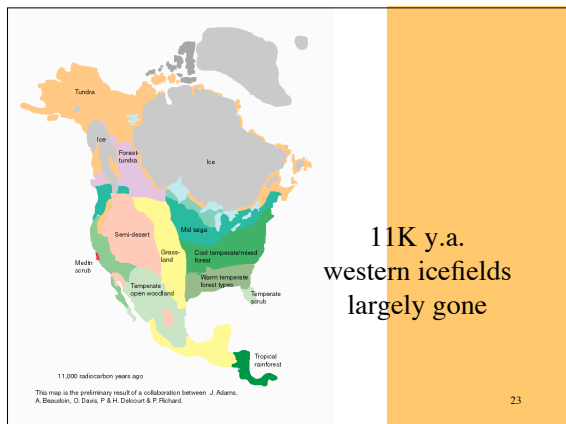 Tundra
Ice
Forest-
tundra
Ice
Semi-desert
Mid taiga
Grass-
land
Cool temperate/mixed
forest
Medtn
scrub
Temperate
open woodland
Warm temperate
forest types
Temperate
scrub
Tropical
rainforest
11,000 radiocarbon years ago
This map is the preliminary result of a collaboration between J. Adams,
A. Beaudoin, O. Davis, P & H. Delcourt & P. Richard.
11K y.a.
western icefields
largely gone
23